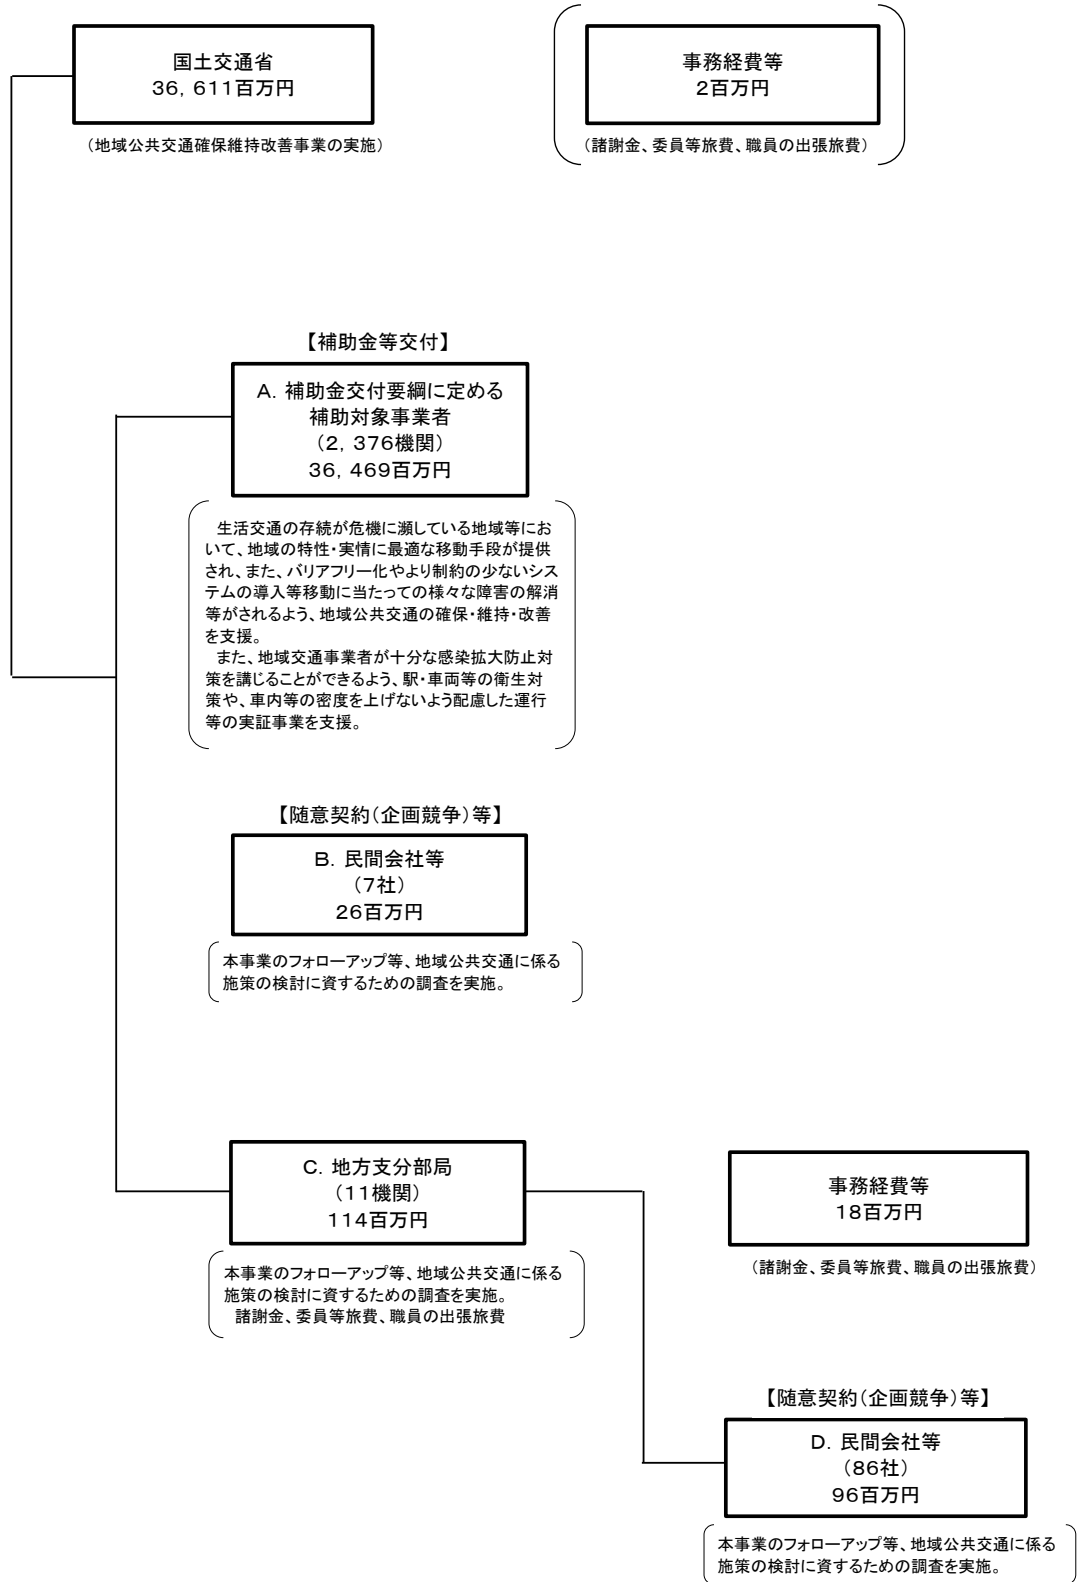 国土交通省
36，611百万円
（地域公共交通確保維持改善事業の実施）
事務経費等
2百万円
（諸謝金、委員等旅費、職員の出張旅費）
【補助金等交付】
A．補助金交付要綱に定める
補助対象事業者
（2，376機関）
36，469百万円
生活交通の存続が危機に瀕している地域等にお
いて、地域の特性・実情に最適な移動手段が提供
され、また、バリアフリー化やより制約の少ないシス
テムの導入等移動に当たっての様々な障害の解消
等がされるよう、地域公共交通の確保・維持・改善
を支援。
また、地域交通事業者が十分な感染拡大防止対
策を講じることができるよう、駅・車両等の衛生対
策や、車内等の密度を上げないよう配慮した運行
等の実証事業を支援。
【随意契約（企画競争）等】
B．民間会社等
（7社）
26百万円
本事業のフォローアップ等、地域公共交通に係る
施策の検討に資するための調査を実施。
C．地方支分部局
（11機関）
114百万円
本事業のフォローアップ等、地域公共交通に係る
施策の検討に資するための調査を実施。
諸謝金、委員等旅費、職員の出張旅費
事務経費等
18百万円
（諸謝金、委員等旅費、職員の出張旅費）
【随意契約（企画競争）等】
D．民間会社等
（86社）
96百万円
本事業のフォローアップ等、地域公共交通に係る
施策の検討に資するための調査を実施。